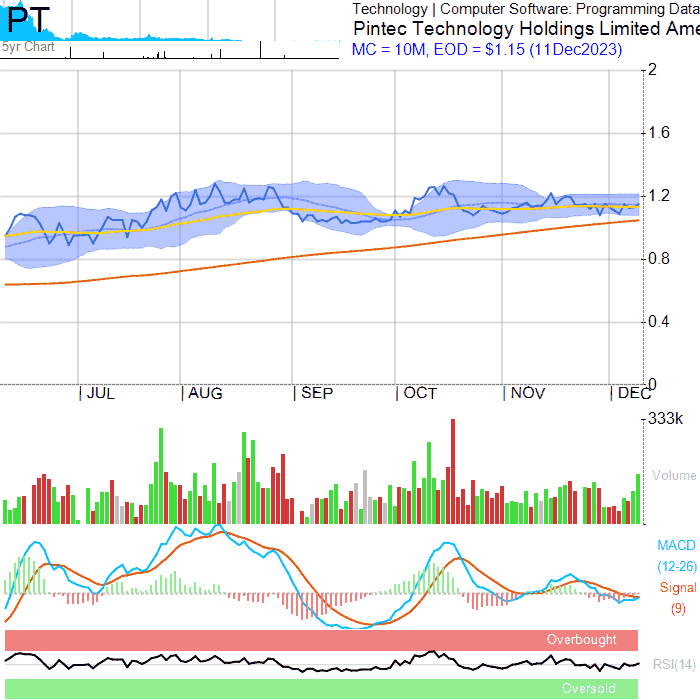 PT
5yr Chart
Technology | Computer Software: Programming Data
Pintec Technology Holdings Limited Ame
MC = 10M, EOD = $1.15 (11Dec2023)
2
1.6
1.2
0.8
0.4
0
JUL AUG SEP OCT NOV DEC
333k
Volume
MACD
(12-26)
Signal
(9)
Overbought
RSI(14)
Oversold